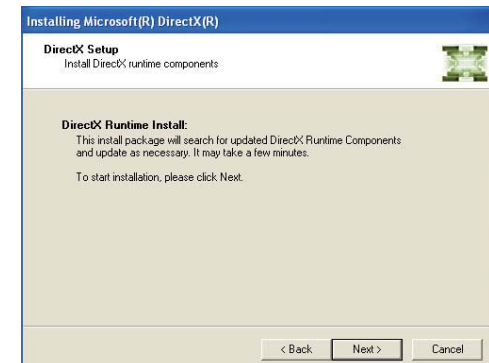 Installing Microsoft(R) DirectX(R)
DirectX Setup
Install DirectX runtime components
DirectX Runtime Install:
This install package will search for updated DirectX Runtime Components
and update as necessary. It may take a few minutes.
To start installation, please click Next.
< Back Next > Cancel